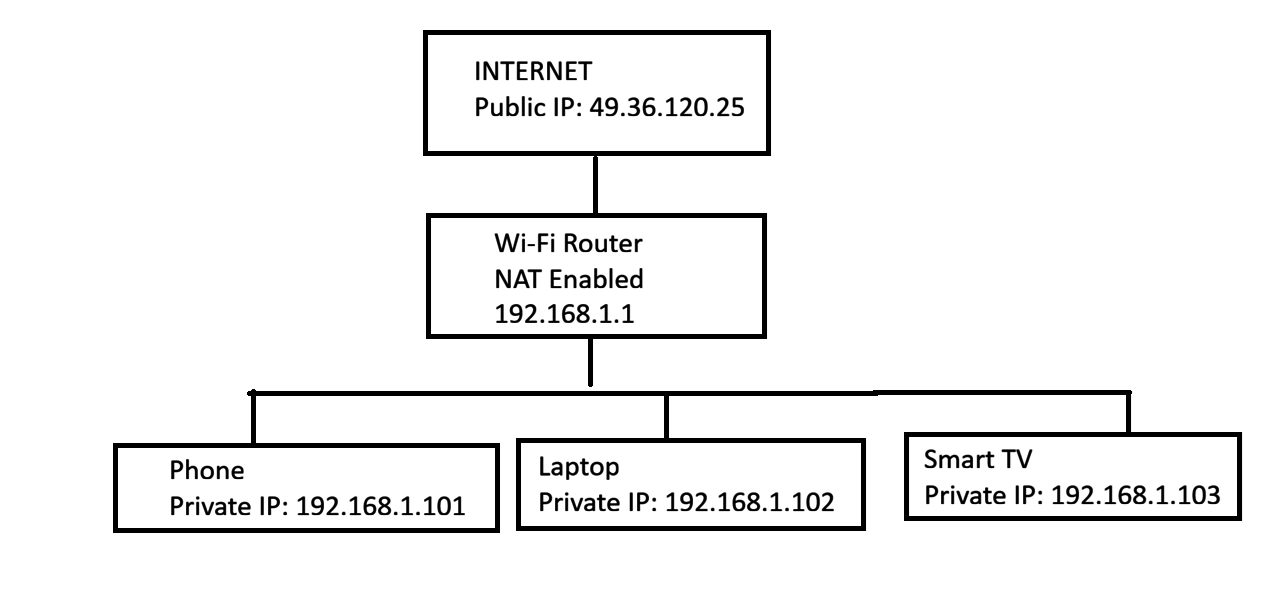 INTERNET
Public IP: 49.36.120.25
Wi-Fi Router
NAT Enabled
192.168.1.1
Phone
Private IP: 192.168.1.101
Laptop
Private IP: 192.168.1.102
Smart TV
Private IP: 192.168.1.103